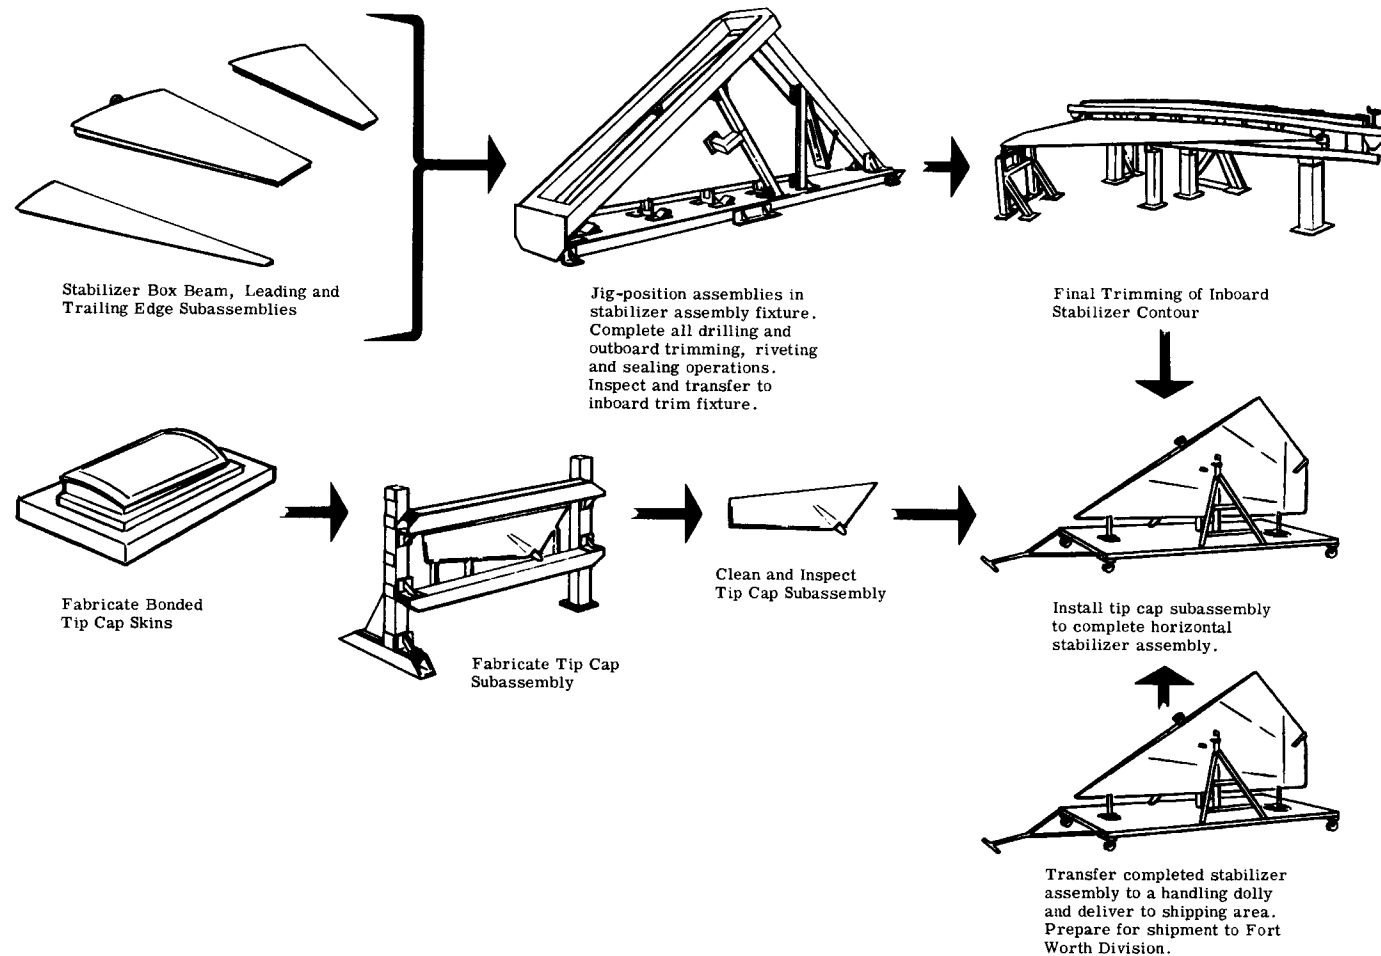 Stabilizer Box Beam, Leading and
Trailing Edge Subassemblies
Jig-position assemblies in
stabilizer assembly fixture.
Complete all drilling and
outboard trimming, riveting
and sealing operations.
Inspect and transfer to
inboard trim fixture.
Final Trimming of Inboard
Stabilizer Contour
Fabricate Bonded
Tip Cap Skins
Fabricate Tip Cap
Subassembly
Clean and Inspect
Tip Cap Subassembly
Install tip cap subassembly
to complete horizontal
stabilizer assembly.
Transfer completed stabilizer
assembly to a handling dolly
and deliver to shipping area.
Prepare for shipment to Fort
Worth Division.